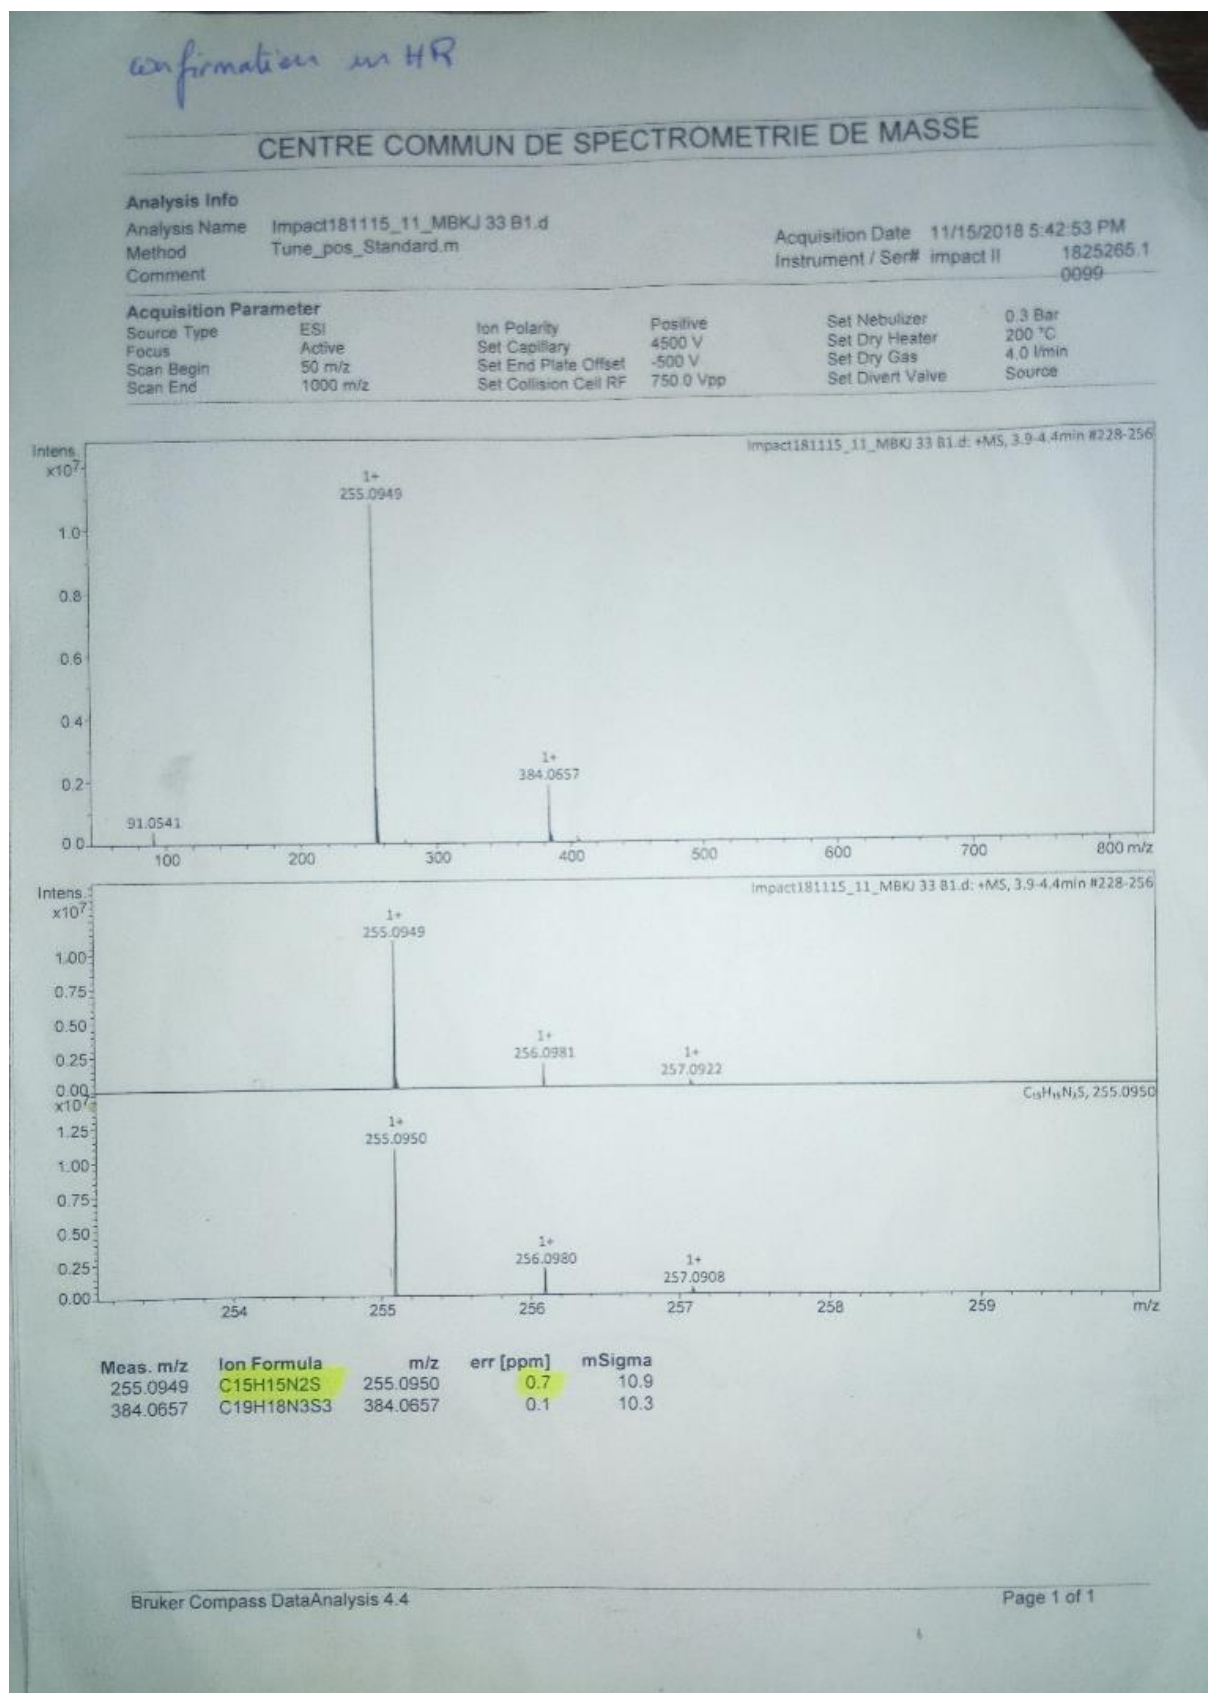 confirmation en HR
CENTRE COMMUN DE SPECTROMETRIE DE MASSE
Analysis Info
Analysis Name Impact181115_11_MBKJ 33 B1.d
Method Tune_pos_Standard.m
Comment
Acquisition Date 11/15/2018 5:42:53 PM
Instrument / Ser# impact II 1825265.1
0099
Acquisition Parameter
Source Type ESI Ion Polarity Positive Set Nebulizer 0.3 Bar
Focus Active Set Capillary 4500 V Set Dry Heater 200 °C
Scan Begin 50 m/z Set End Plate Offset -500 V Set Dry Gas 4.0 l/min
Scan End 1000 m/z Set Collision Cell RF 750.0 Vpp Set Divert Valve Source
Intens.
x10⁷
Impact181115_11_MBKJ 33 B1.d: +MS, 3.9-4.4min #228-256
1+
255.0949
1.0
0.8
0.6
0.4
1+
384.0657
0.2
91.0541
0.0
100 200 300 400 500 600 700 800 m/z
Intens.
x10⁷
Impact181115_11_MBKJ 33 B1.d: +MS, 3.9-4.4min #228-256
1+
255.0949
1.00
0.75
0.50
1+
256.0981
1+
257.0922
0.25
0.00
x10⁷
C₁₅H₁₅N₂S, 255.0950
1+
255.0950
1.25
1.00
0.75
0.50
1+
256.0980
1+
257.0908
0.25
0.00
254 255 256 257 258 259 m/z
Meas. m/z Ion Formula m/z err [ppm] mSigma
255.0949 C15H15N2S 255.0950 0.7 10.9
384.0657 C19H18N3S3 384.0657 0.1 10.3
Bruker Compass DataAnalysis 4.4
Page 1 of 1